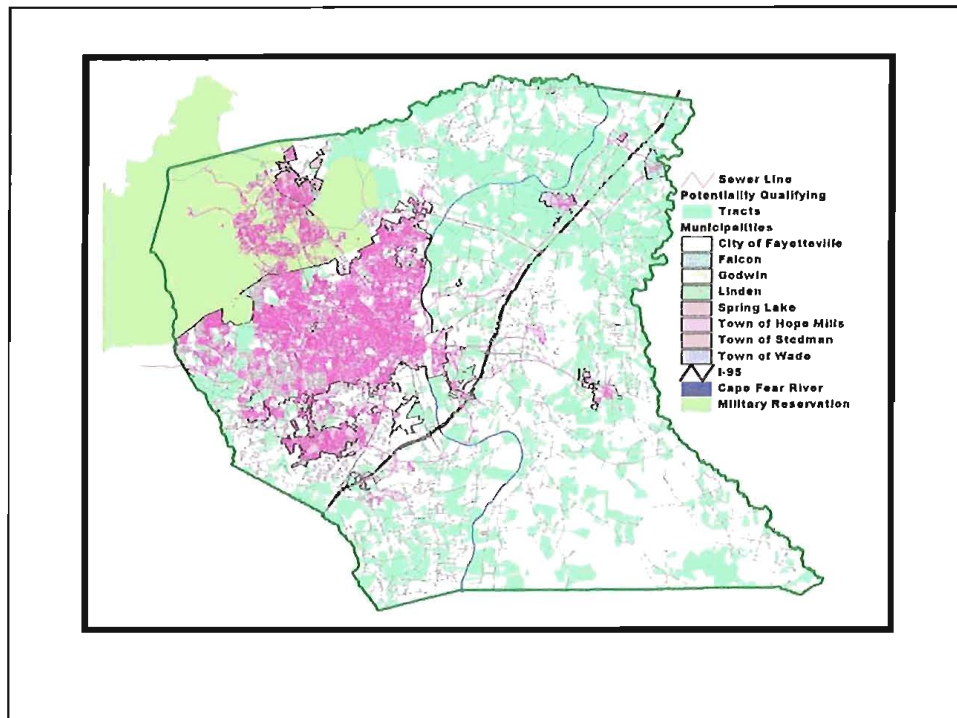 Sewer Line
Potentially Qualifying
Tracts
Municipalities
City of Fayetteville
Falcon
Godwin
Linden
Spring Lake
Town of Hope Mills
Town of Stedman
Town of Wade
I-95
Cape Fear River
Military Reservation